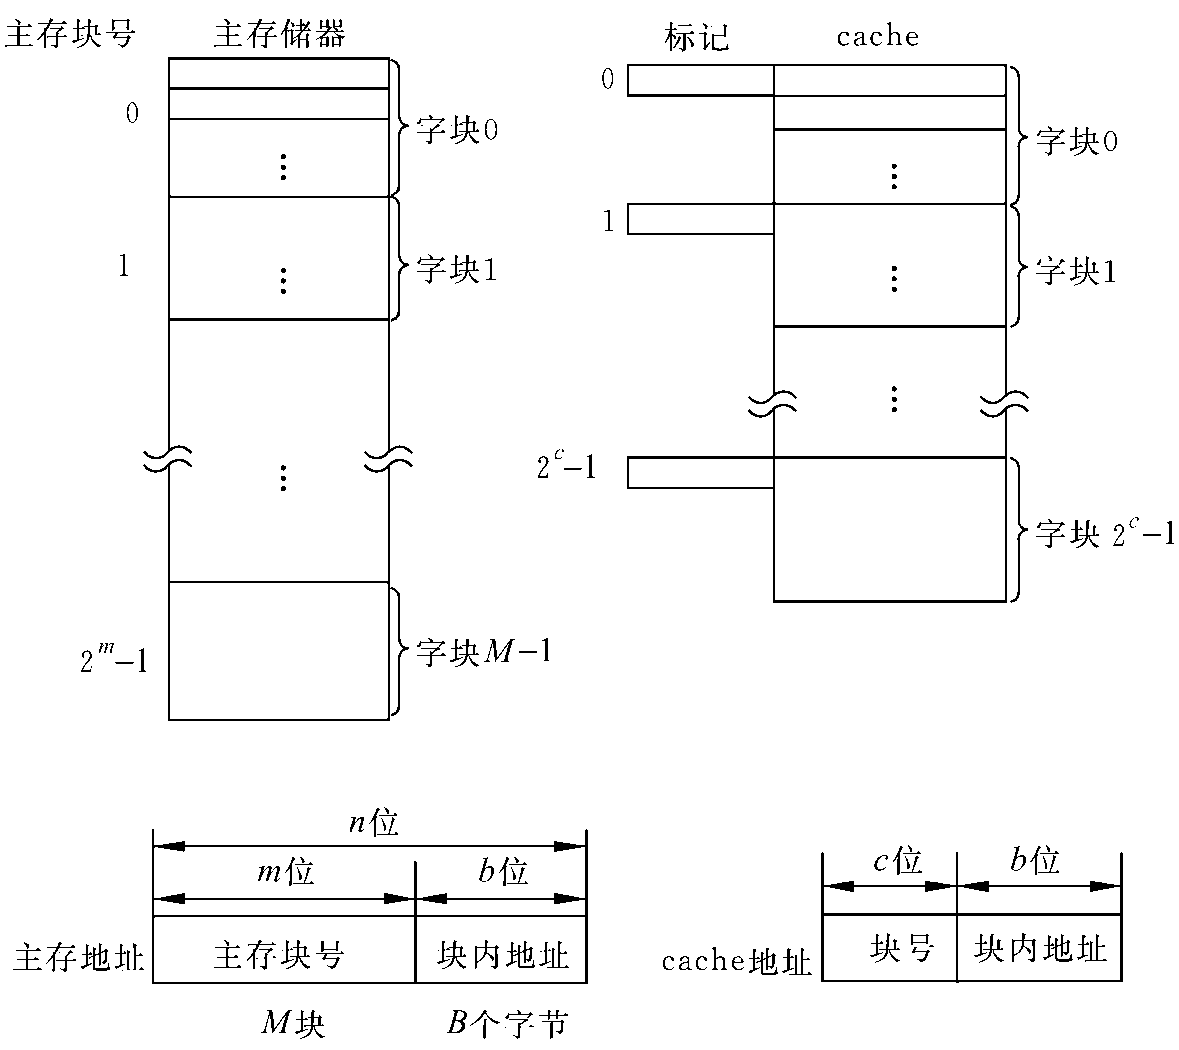 主存块号 主存储器 标记 cache
0 字块0 0 字块0
1 字块1 1 字块1
2^c−1 字块 2^c−1
2^m−1 字块M−1
n位
m位 b位 c位 b位
主存地址 主存块号 块内地址 cache地址 块号 块内地址
M块 B个字节